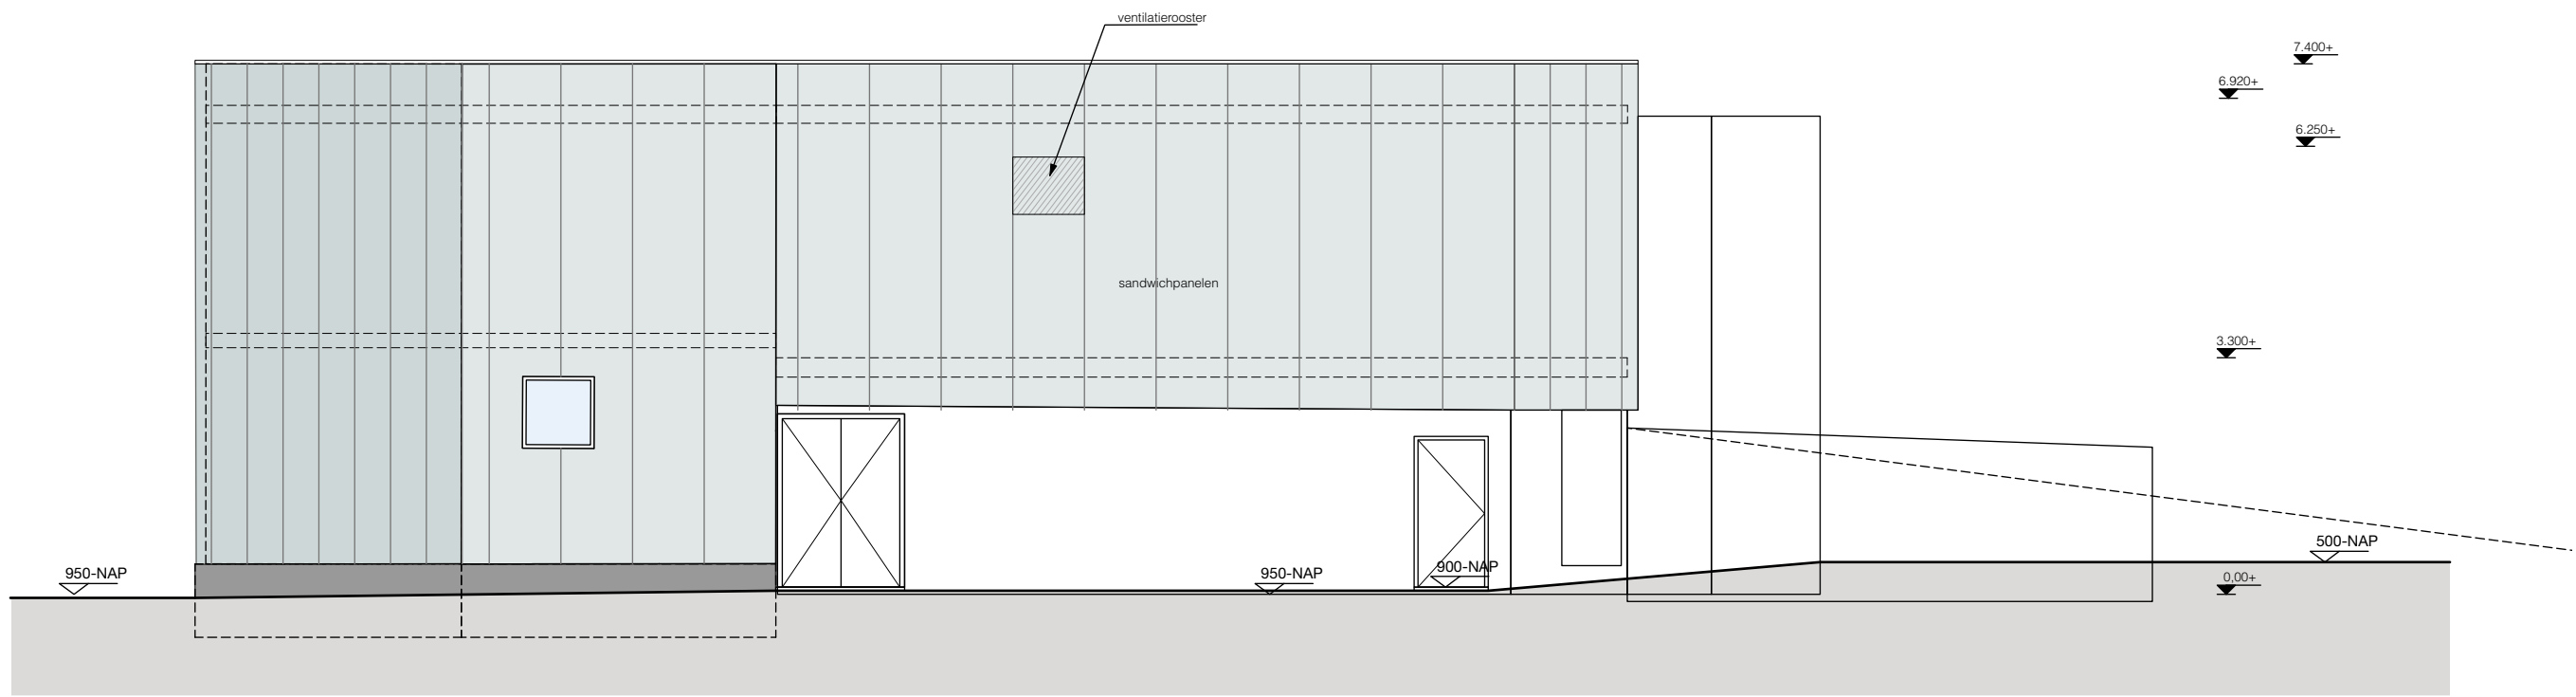 ventilatierooster
7.400+
6.920+
6.250+
sandwichpanelen
3.300+
500-NAP
900-NAP
950-NAP
950-NAP
0,00+